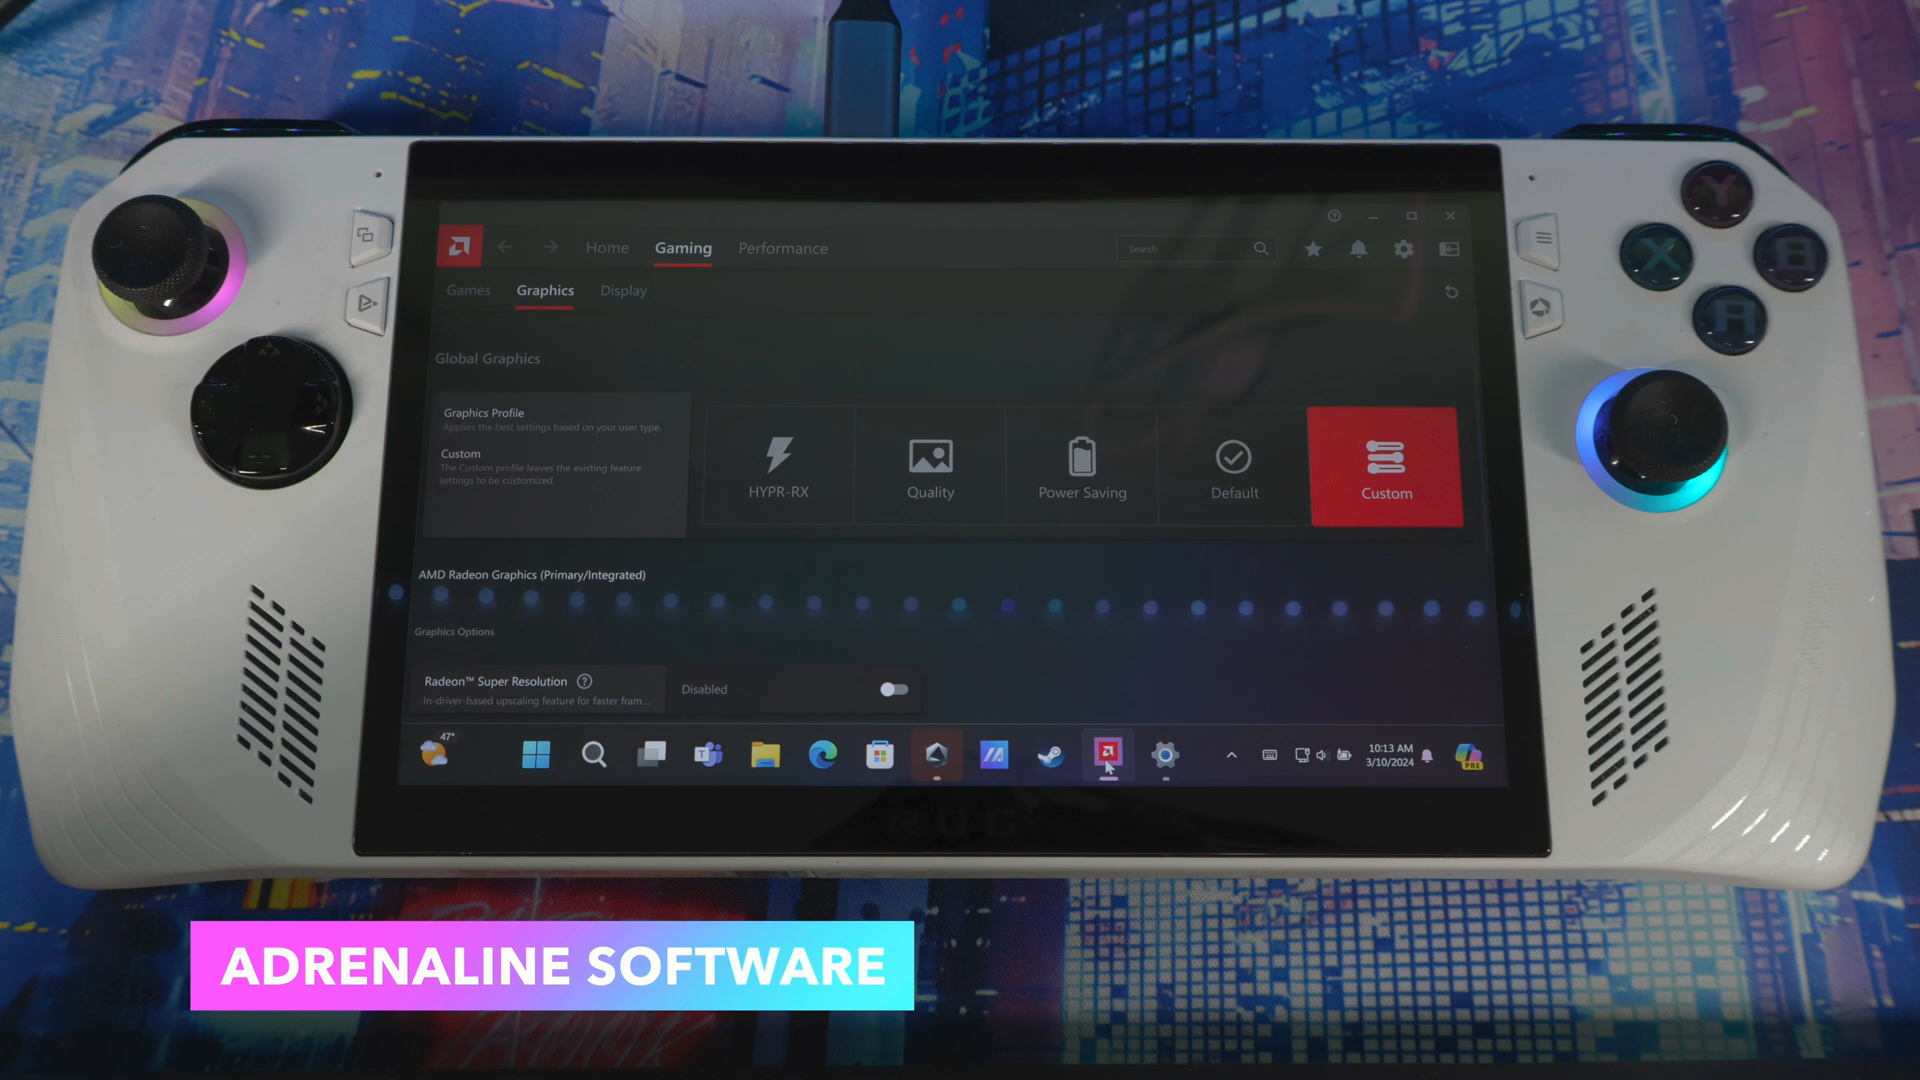 Home Gaming Performance Search
Games Graphics Display
Global Graphics
Graphics Profile
Applies the best settings based on your user type.
Custom
The Custom profile leaves the existing feature
settings to be customized.
HYPR-RX
Quality
Power Saving
Default
Custom
AMD Radeon Graphics (Primary/Integrated)
Graphics Options
Radeon™ Super Resolution
In-driver-based upscaling feature for faster fram...
Disabled
47°
10:13 AM
3/10/2024
PRE
Y
X
B
A
ROG
ADRENALINE SOFTWARE